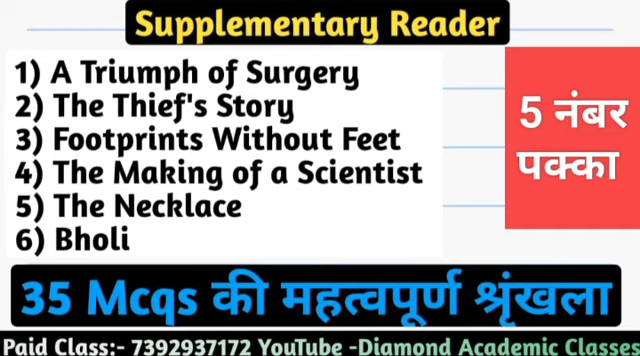 Supplementary Reader
1) A Triumph of Surgery
2) The Thief's Story
3) Footprints Without Feet
4) The Making of a Scientist
5) The Necklace
6) Bholi
5 नंबर
पक्का
35 Mcqs की महत्वपूर्ण श्रृंखला
Paid Class:- 7392937172 YouTube -Diamond Academic Classes